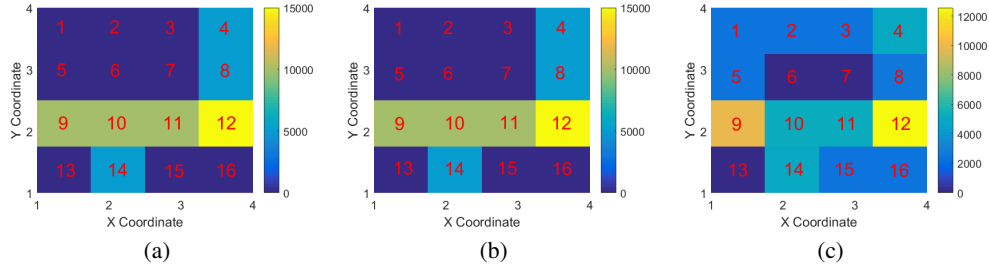 4
3
2
1
Y Coordinate
1 2 3 4
5 6 7 8
9 10 11 12
13 14 15 16
1 2 3 4
X Coordinate
15000
10000
5000
0
(a)
4
3
2
1
Y Coordinate
1 2 3 4
5 6 7 8
9 10 11 12
13 14 15 16
1 2 3 4
X Coordinate
15000
10000
5000
0
(b)
4
3
2
1
Y Coordinate
1 2 3 4
5 6 7 8
9 10 11 12
13 14 15 16
1 2 3 4
X Coordinate
12000
10000
8000
6000
4000
2000
0
(c)